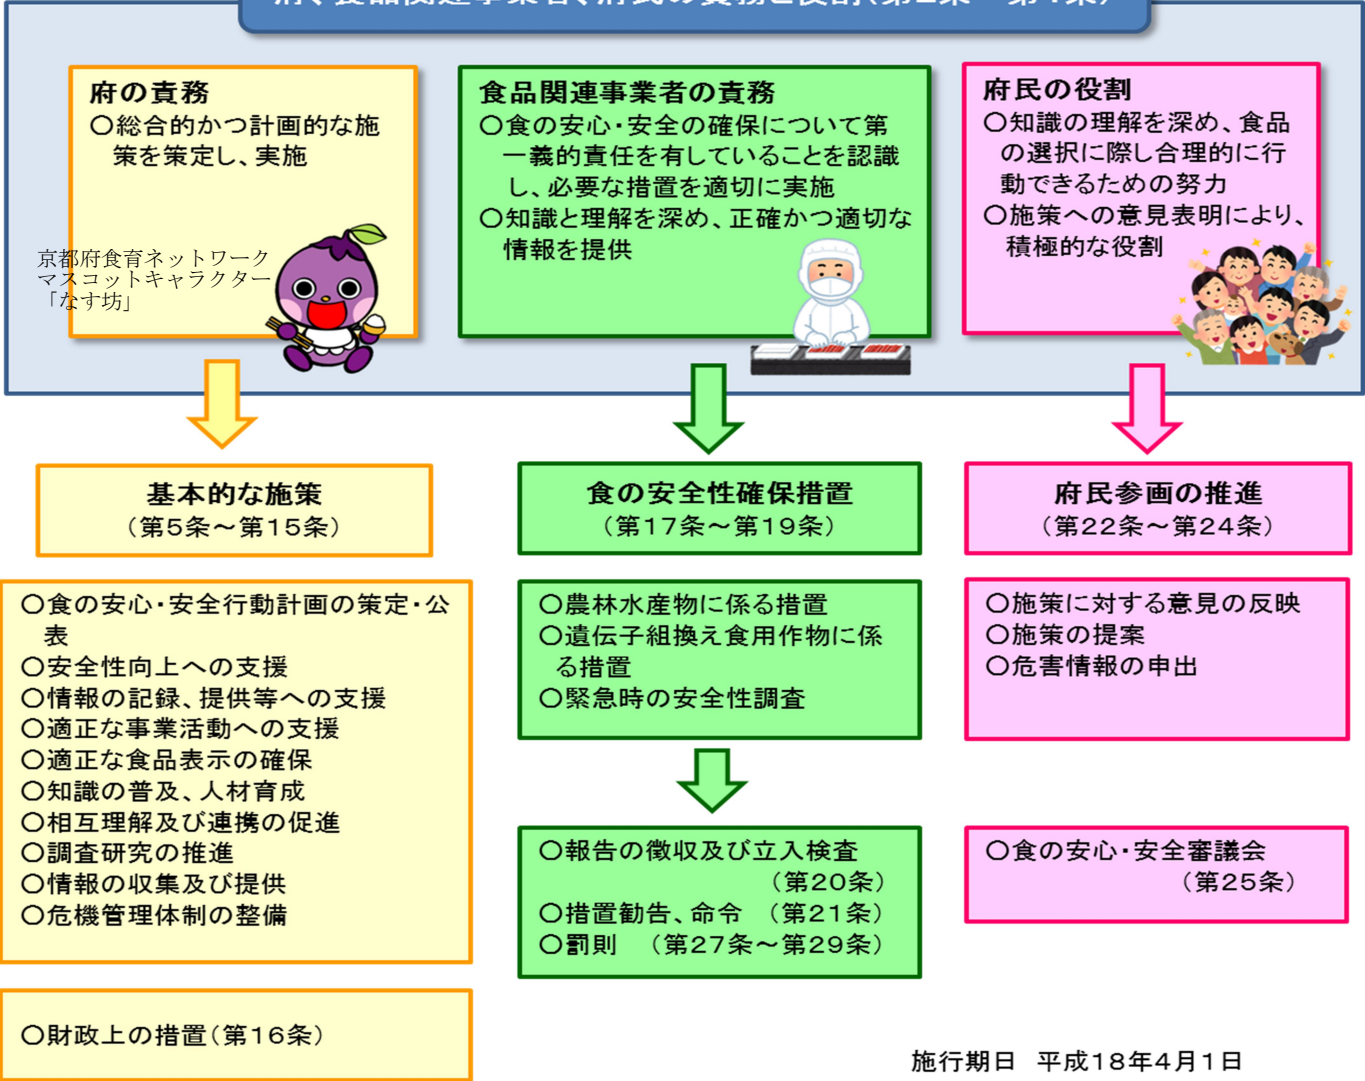 府、食品関連事業者、府民の責務と役割（第2条～第4条）
府の責務
○総合的かつ計画的な施
策を策定し、実施
京都府食育ネットワーク
マスコットキャラクター
「なす坊」
食品関連事業者の責務
○食の安心・安全の確保について第
一義的責任を有していることを認識
し、必要な措置を適切に実施
○知識と理解を深め、正確かつ適切な
情報を提供
府民の役割
○知識の理解を深め、食品
の選択に際し合理的に行
動できるための努力
○施策への意見表明により、
積極的な役割
基本的な施策
（第5条～第15条）
○食の安心・安全行動計画の策定・公
表
○安全性向上への支援
○情報の記録、提供等への支援
○適正な事業活動への支援
○適正な食品表示の確保
○知識の普及、人材育成
○相互理解及び連携の促進
○調査研究の推進
○情報の収集及び提供
○危機管理体制の整備
○財政上の措置（第16条）
食の安全性確保措置
（第17条～第19条）
○農林水産物に係る措置
○遺伝子組換え食用作物に係
る措置
○緊急時の安全性調査
○報告の徴収及び立入検査
（第20条）
○措置勧告、命令　（第21条）
○罰則　（第27条～第29条）
府民参画の推進
（第22条～第24条）
○施策に対する意見の反映
○施策の提案
○危害情報の申出
○食の安心・安全審議会
（第25条）
施行期日　平成18年4月1日